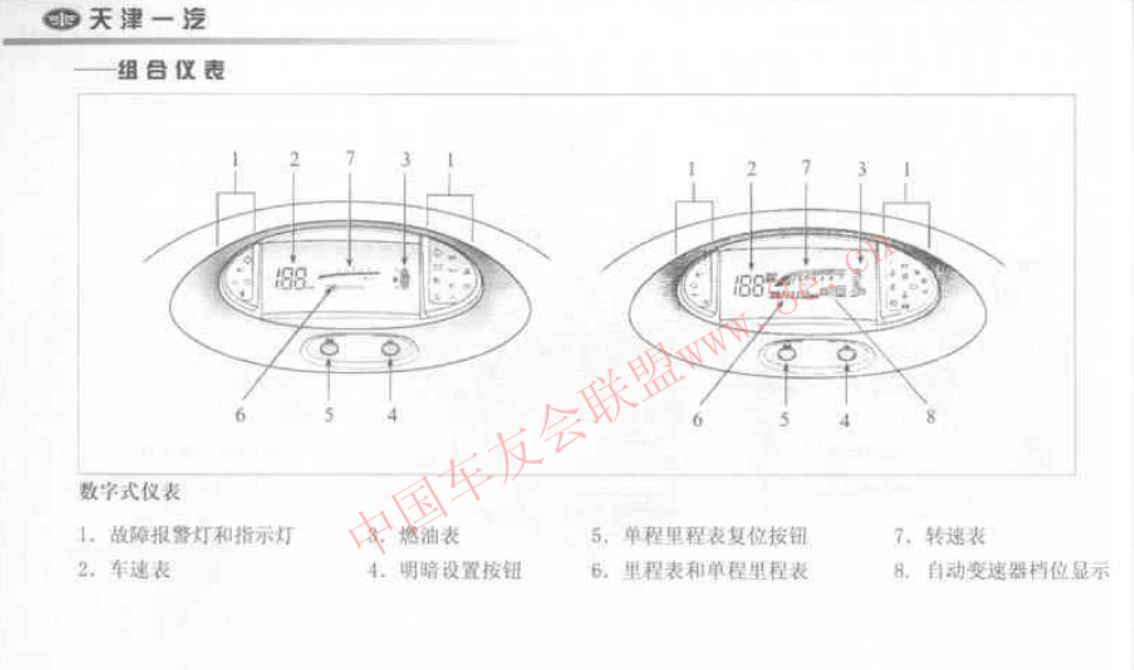 天津一汽
——组合仪表
1 2 7 3 1
1 2 7 3 1
188
188
6 5 4
6 5 4 8
中国车友会联盟www.3e.cn
数字式仪表
1. 故障报警灯和指示灯
2. 车速表
3. 燃油表
4. 明暗设置按钮
5. 单程里程表复位按钮
6. 里程表和单程里程表
7. 转速表
8. 自动变速器档位显示